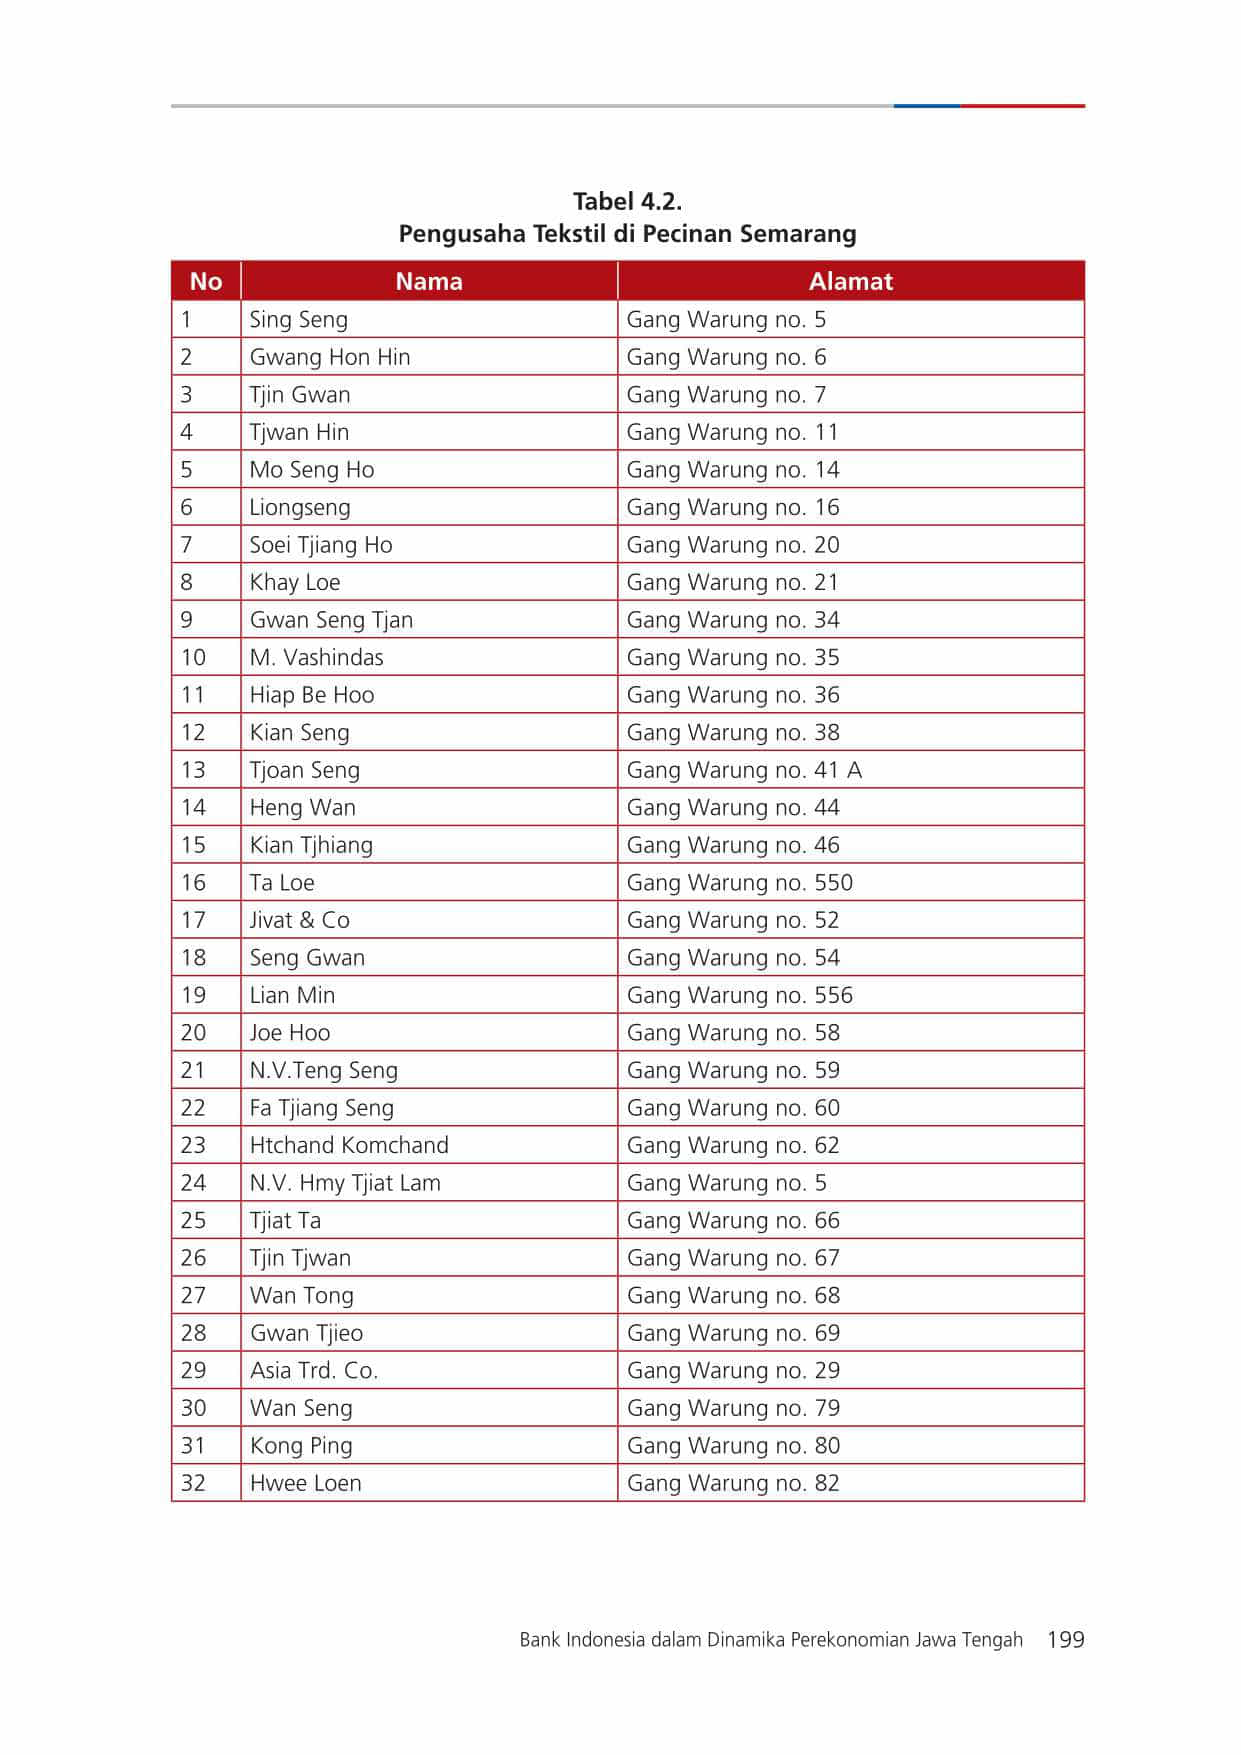 Tabel 4.2.
Pengusaha Tekstil di Pecinan Semarang
No Nama Alamat
1 Sing Seng Gang Warung no. 5
2 Gwang Hon Hin Gang Warung no. 6
3 Tjin Gwan Gang Warung no. 7
4 Tjwan Hin Gang Warung no. 11
5 Mo Seng Ho Gang Warung no. 14
6 Liongseng Gang Warung no. 16
7 Soei Tjiang Ho Gang Warung no. 20
8 Khay Loe Gang Warung no. 21
9 Gwan Seng Tjan Gang Warung no. 34
10 M. Vashindas Gang Warung no. 35
11 Hiap Be Hoo Gang Warung no. 36
12 Kian Seng Gang Warung no. 38
13 Tjoan Seng Gang Warung no. 41 A
14 Heng Wan Gang Warung no. 44
15 Kian Tjhiang Gang Warung no. 46
16 Ta Loe Gang Warung no. 550
17 Jivat & Co Gang Warung no. 52
18 Seng Gwan Gang Warung no. 54
19 Lian Min Gang Warung no. 556
20 Joe Hoo Gang Warung no. 58
21 N.V.Teng Seng Gang Warung no. 59
22 Fa Tjiang Seng Gang Warung no. 60
23 Htchand Komchand Gang Warung no. 62
24 N.V. Hmy Tjiat Lam Gang Warung no. 5
25 Tjiat Ta Gang Warung no. 66
26 Tjin Tjwan Gang Warung no. 67
27 Wan Tong Gang Warung no. 68
28 Gwan Tjieo Gang Warung no. 69
29 Asia Trd. Co. Gang Warung no. 29
30 Wan Seng Gang Warung no. 79
31 Kong Ping Gang Warung no. 80
32 Hwee Loen Gang Warung no. 82
Bank Indonesia dalam Dinamika Perekonomian Jawa Tengah 199